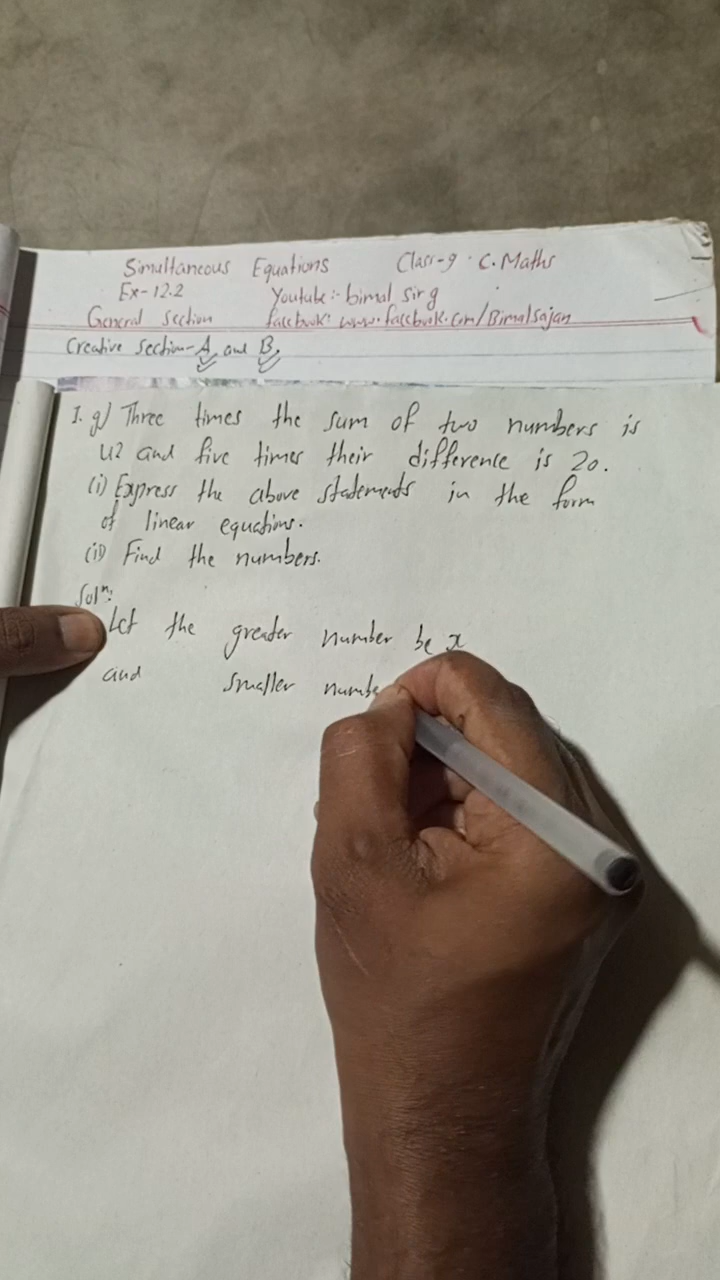 Simultaneous Equations Class-9 C. Maths
Ex-12.2 Youtube:- bimal sir g
General section facebook: www.facebook.com/Bimalsajan
Creative section-A and B
1. g) Three times the sum of two numbers is
42 and five times their difference is 20.
(i) Express the above statements in the form
of linear equations.
(ii) Find the numbers.
Solⁿ:
Let the greater number be x
and smaller numbe